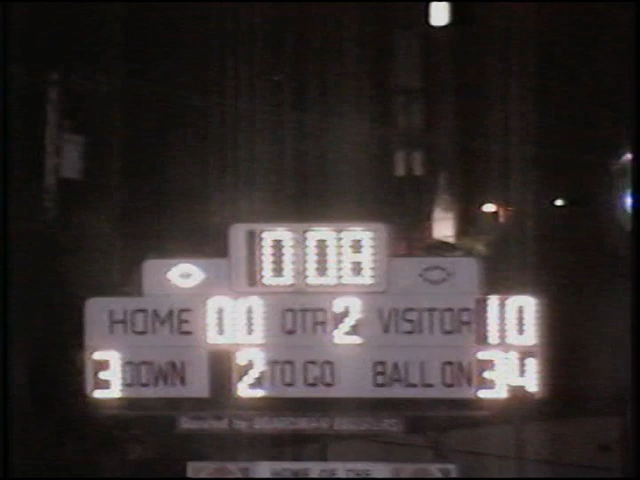 0 08
HOME 00 QTR 2 VISITOR 10
3 DOWN 2 TO GO BALL ON 34
HOME OF THE